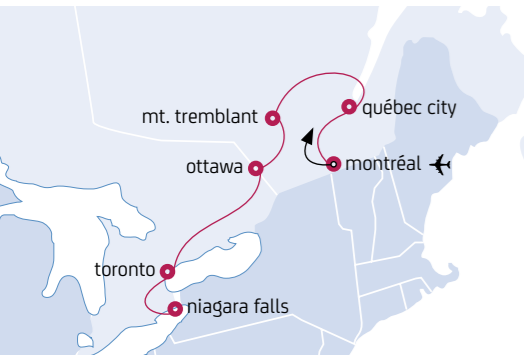 mt. tremblant
québec city
ottawa
montréal
toronto
niagara falls